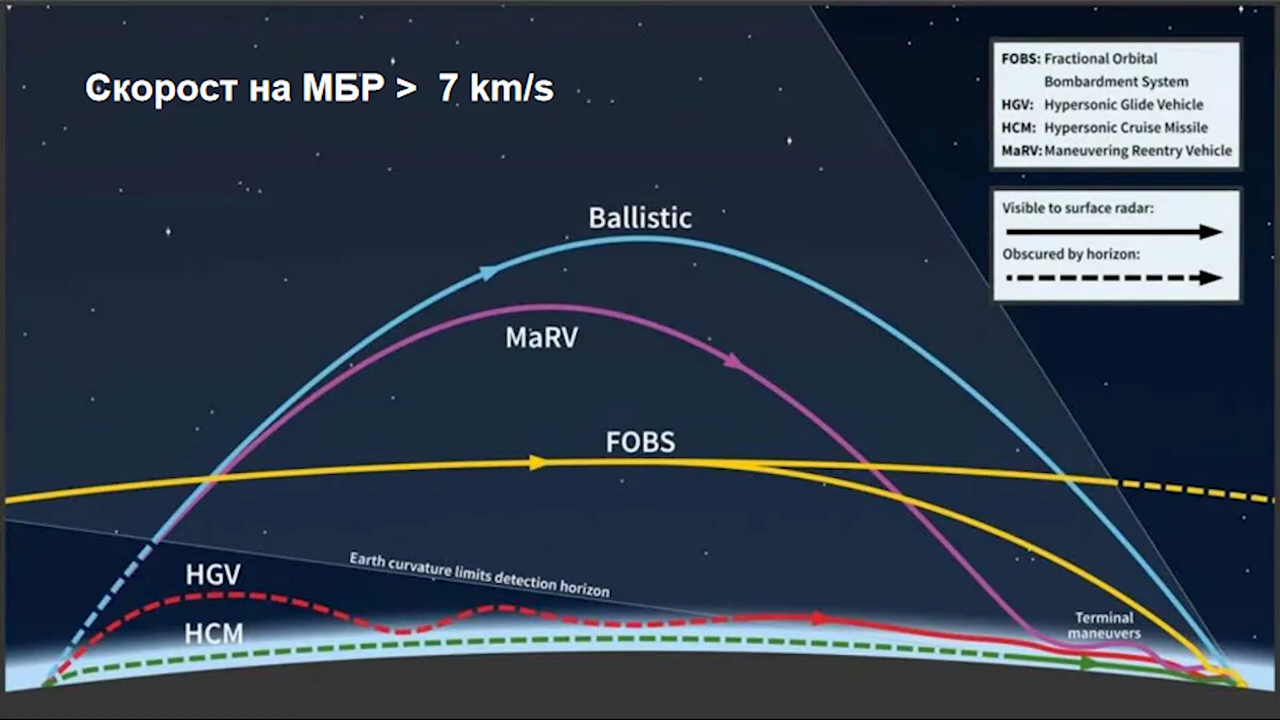 Скорост на МБР > 7 km/s
FOBS: Fractional Orbital
Bombardment System
HGV: Hypersonic Glide Vehicle
HCM: Hypersonic Cruise Missile
MaRV: Maneuvering Reentry Vehicle
Visible to surface radar:
Obscured by horizon:
Ballistic
MaRV
FOBS
Earth curvature limits detection horizon
HGV
HCM
Terminal
maneuvers